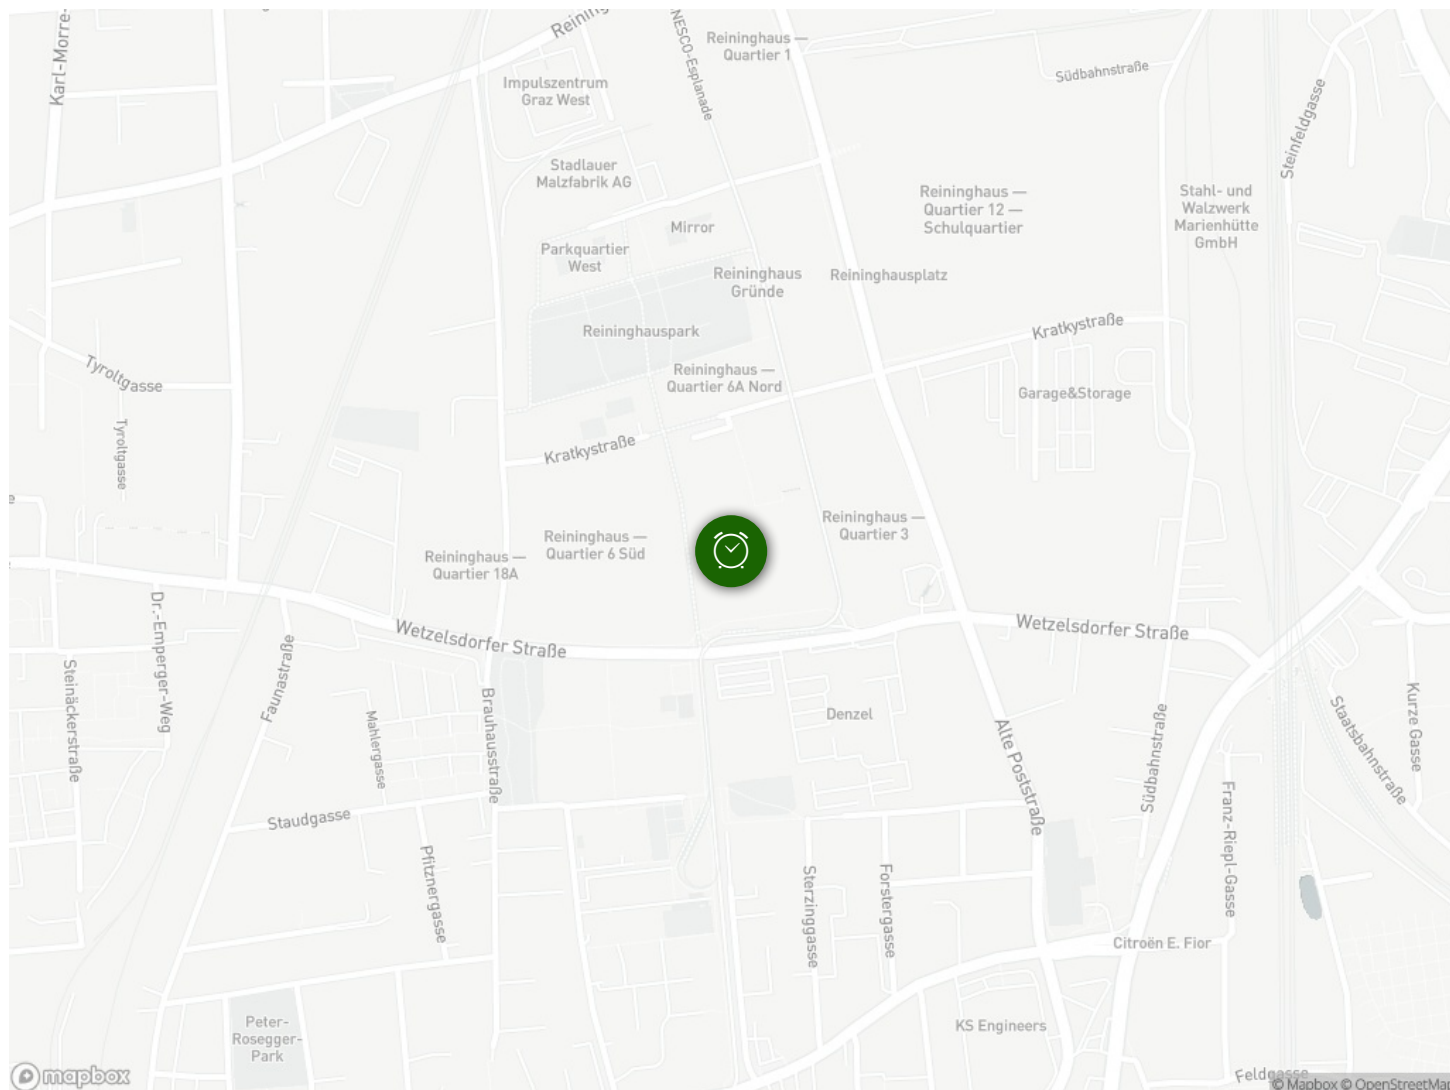 Karl-Morre-
Reining
NESCO-Esplanade
Reininghaus —
Quartier 1
Südbahnstraße
Steinfeldgasse
Impulszentrum
Graz West
Stadlauer
Malzfabrik AG
Reininghaus —
Quartier 12 —
Schulquartier
Stahl- und
Walzwerk
Marienhütte
GmbH
Mirror
Parkquartier
West
Reininghaus
Gründe
Reininghausplatz
Reininghauspark
Kratkystraße
Tyroltgasse
Reininghaus —
Quartier 6A Nord
Garage&Storage
Tyroltgasse
Kratkystraße
Reininghaus —
Quartier 3
Reininghaus —
Quartier 6 Süd
Reininghaus —
Quartier 18A
Dr.-Emperger-Weg
Wetzelsdorfer Straße
Wetzelsdorfer Straße
Steinäckerstraße
Faunastraße
Mahlergasse
Brauhausstraße
Denzel
Alte Poststraße
Südbahnstraße
Staatsbahnstraße
Kurze Gasse
Staudgasse
Pfitznergasse
Sterzinggasse
Forstergasse
Franz-Riepl-Gasse
Citroën E. Fior
Peter-
Rosegger-
Park
KS Engineers
Feldgasse
mapbox
© Mapbox © OpenStreetMap